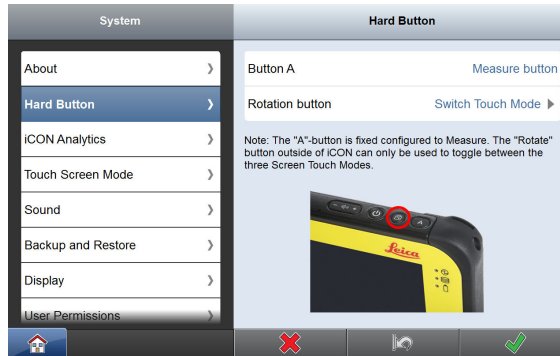 System
Hard Button
About
Hard Button
iCON Analytics
Touch Screen Mode
Sound
Backup and Restore
Display
User Permissions
Button A
Measure button
Rotation button
Switch Touch Mode
Note: The "A"-button is fixed configured to Measure. The "Rotate"
button outside of iCON can only be used to toggle between the
three Screen Touch Modes.
A
Leica